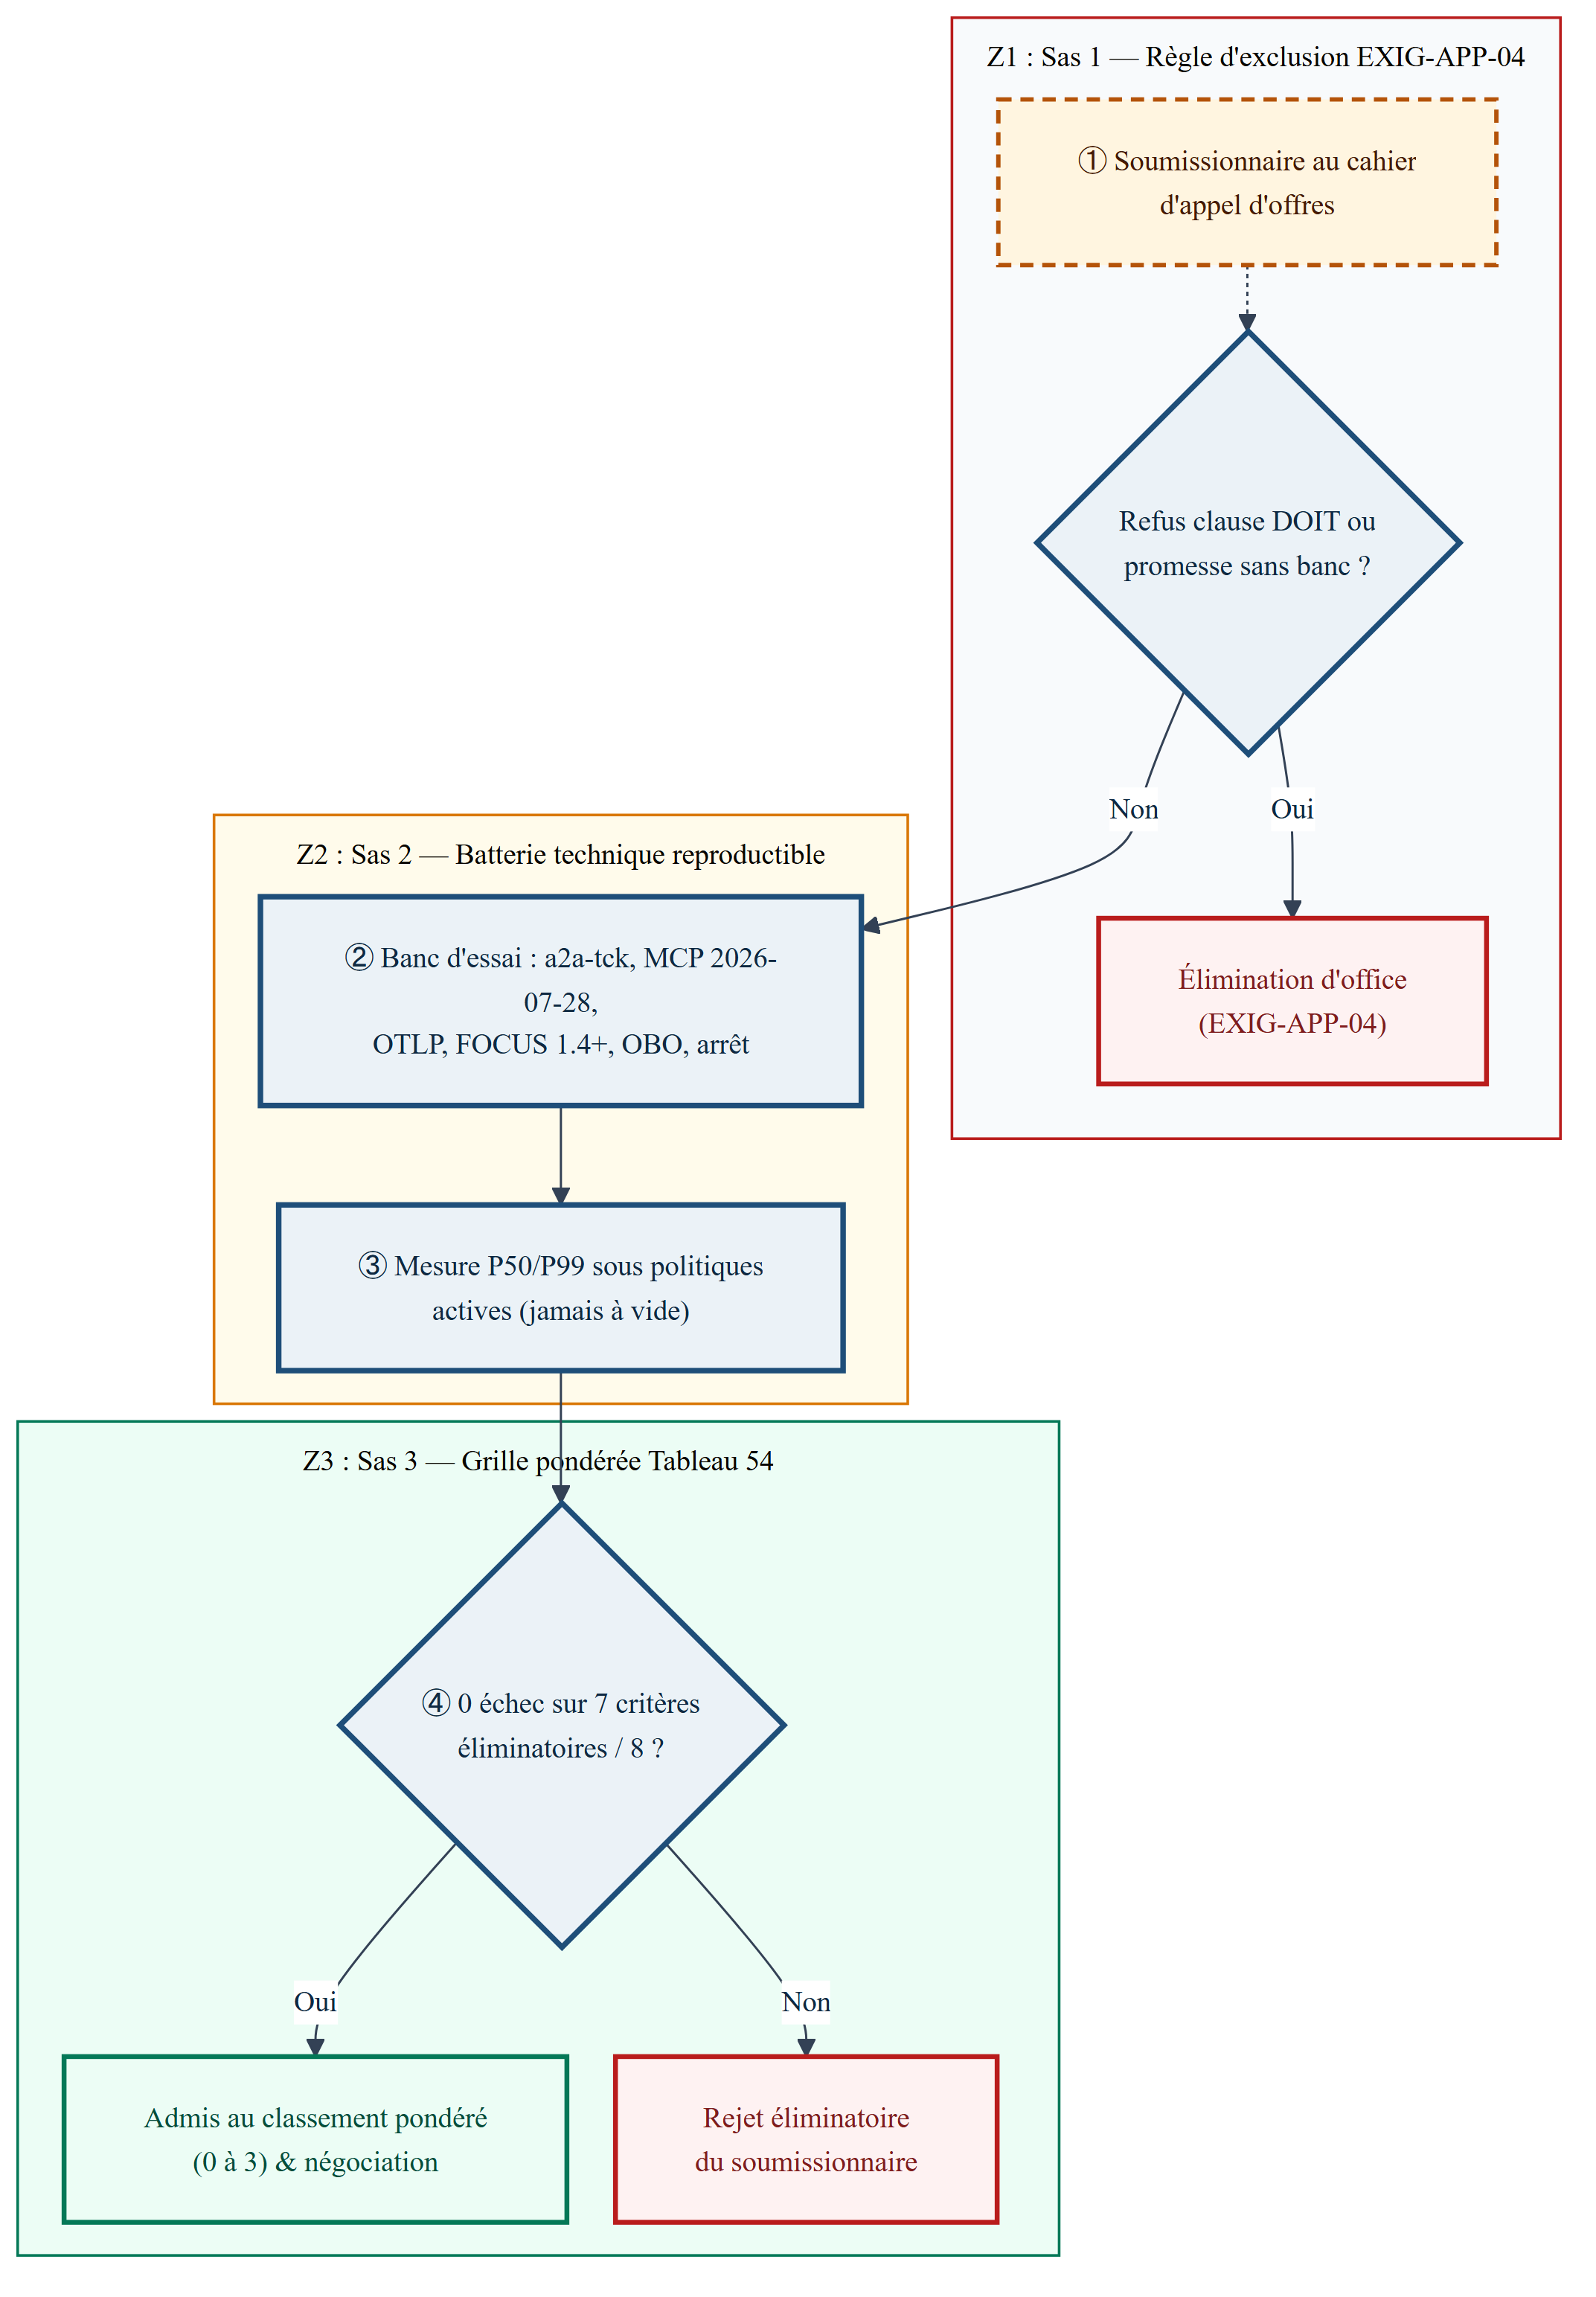 Z1 : Sas 1 — Règle d'exclusion EXIG-APP-04
① Soumissionnaire au cahier
d'appel d'offres
Refus clause DOIT ou
promesse sans banc ?
Non
Oui
Élimination d'office
(EXIG-APP-04)
Z2 : Sas 2 — Batterie technique reproductible
② Banc d'essai : a2a-tck, MCP 2026-
07-28,
OTLP, FOCUS 1.4+, OBO, arrêt
③ Mesure P50/P99 sous politiques
actives (jamais à vide)
Z3 : Sas 3 — Grille pondérée Tableau 54
④ 0 échec sur 7 critères
éliminatoires / 8 ?
Oui
Non
Admis au classement pondéré
(0 à 3) & négociation
Rejet éliminatoire
du soumissionnaire